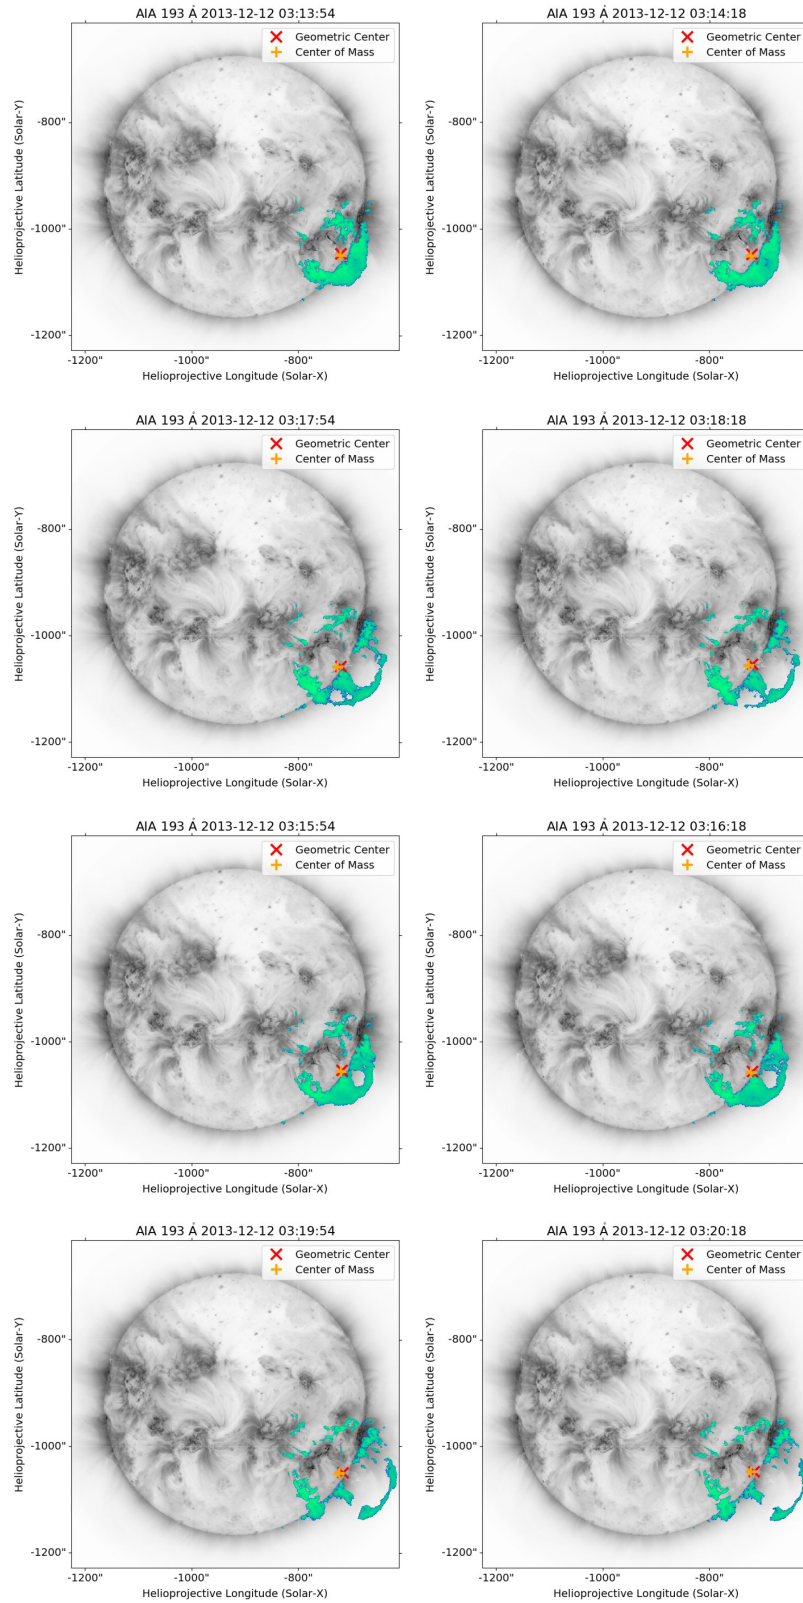 AIA 193 Å 2013-12-12 03:13:54
Geometric Center
Center of Mass
Helioprojective Latitude (Solar-Y)
-800"
-1000"
-1200"
-1200"
-1000"
-800"
Helioprojective Longitude (Solar-X)
AIA 193 Å 2013-12-12 03:14:18
Geometric Center
Center of Mass
Helioprojective Latitude (Solar-Y)
-800"
-1000"
-1200"
-1200"
-1000"
-800"
Helioprojective Longitude (Solar-X)
AIA 193 Å 2013-12-12 03:17:54
Geometric Center
Center of Mass
Helioprojective Latitude (Solar-Y)
-800"
-1000"
-1200"
-1200"
-1000"
-800"
Helioprojective Longitude (Solar-X)
AIA 193 Å 2013-12-12 03:18:18
Geometric Center
Center of Mass
Helioprojective Latitude (Solar-Y)
-800"
-1000"
-1200"
-1200"
-1000"
-800"
Helioprojective Longitude (Solar-X)
AIA 193 Å 2013-12-12 03:15:54
Geometric Center
Center of Mass
Helioprojective Latitude (Solar-Y)
-800"
-1000"
-1200"
-1200"
-1000"
-800"
Helioprojective Longitude (Solar-X)
AIA 193 Å 2013-12-12 03:16:18
Geometric Center
Center of Mass
Helioprojective Latitude (Solar-Y)
-800"
-1000"
-1200"
-1200"
-1000"
-800"
Helioprojective Longitude (Solar-X)
AIA 193 Å 2013-12-12 03:19:54
Geometric Center
Center of Mass
Helioprojective Latitude (Solar-Y)
-800"
-1000"
-1200"
-1200"
-1000"
-800"
Helioprojective Longitude (Solar-X)
AIA 193 Å 2013-12-12 03:20:18
Geometric Center
Center of Mass
Helioprojective Latitude (Solar-Y)
-800"
-1000"
-1200"
-1200"
-1000"
-800"
Helioprojective Longitude (Solar-X)